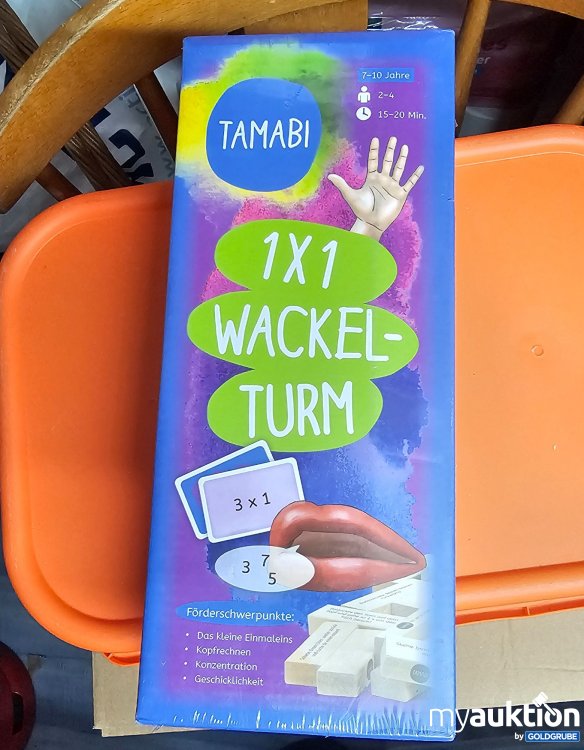 7–10 Jahre
2–4
15–20 Min.
TAMABI
1X1
WACKEL-
TURM
3 x 1
3 7
5
Förderschwerpunkte:
• Das kleine Einmaleins
• Kopfrechnen
• Konzentration
• Geschicklichkeit
myauktion
by GOLDGRUBE